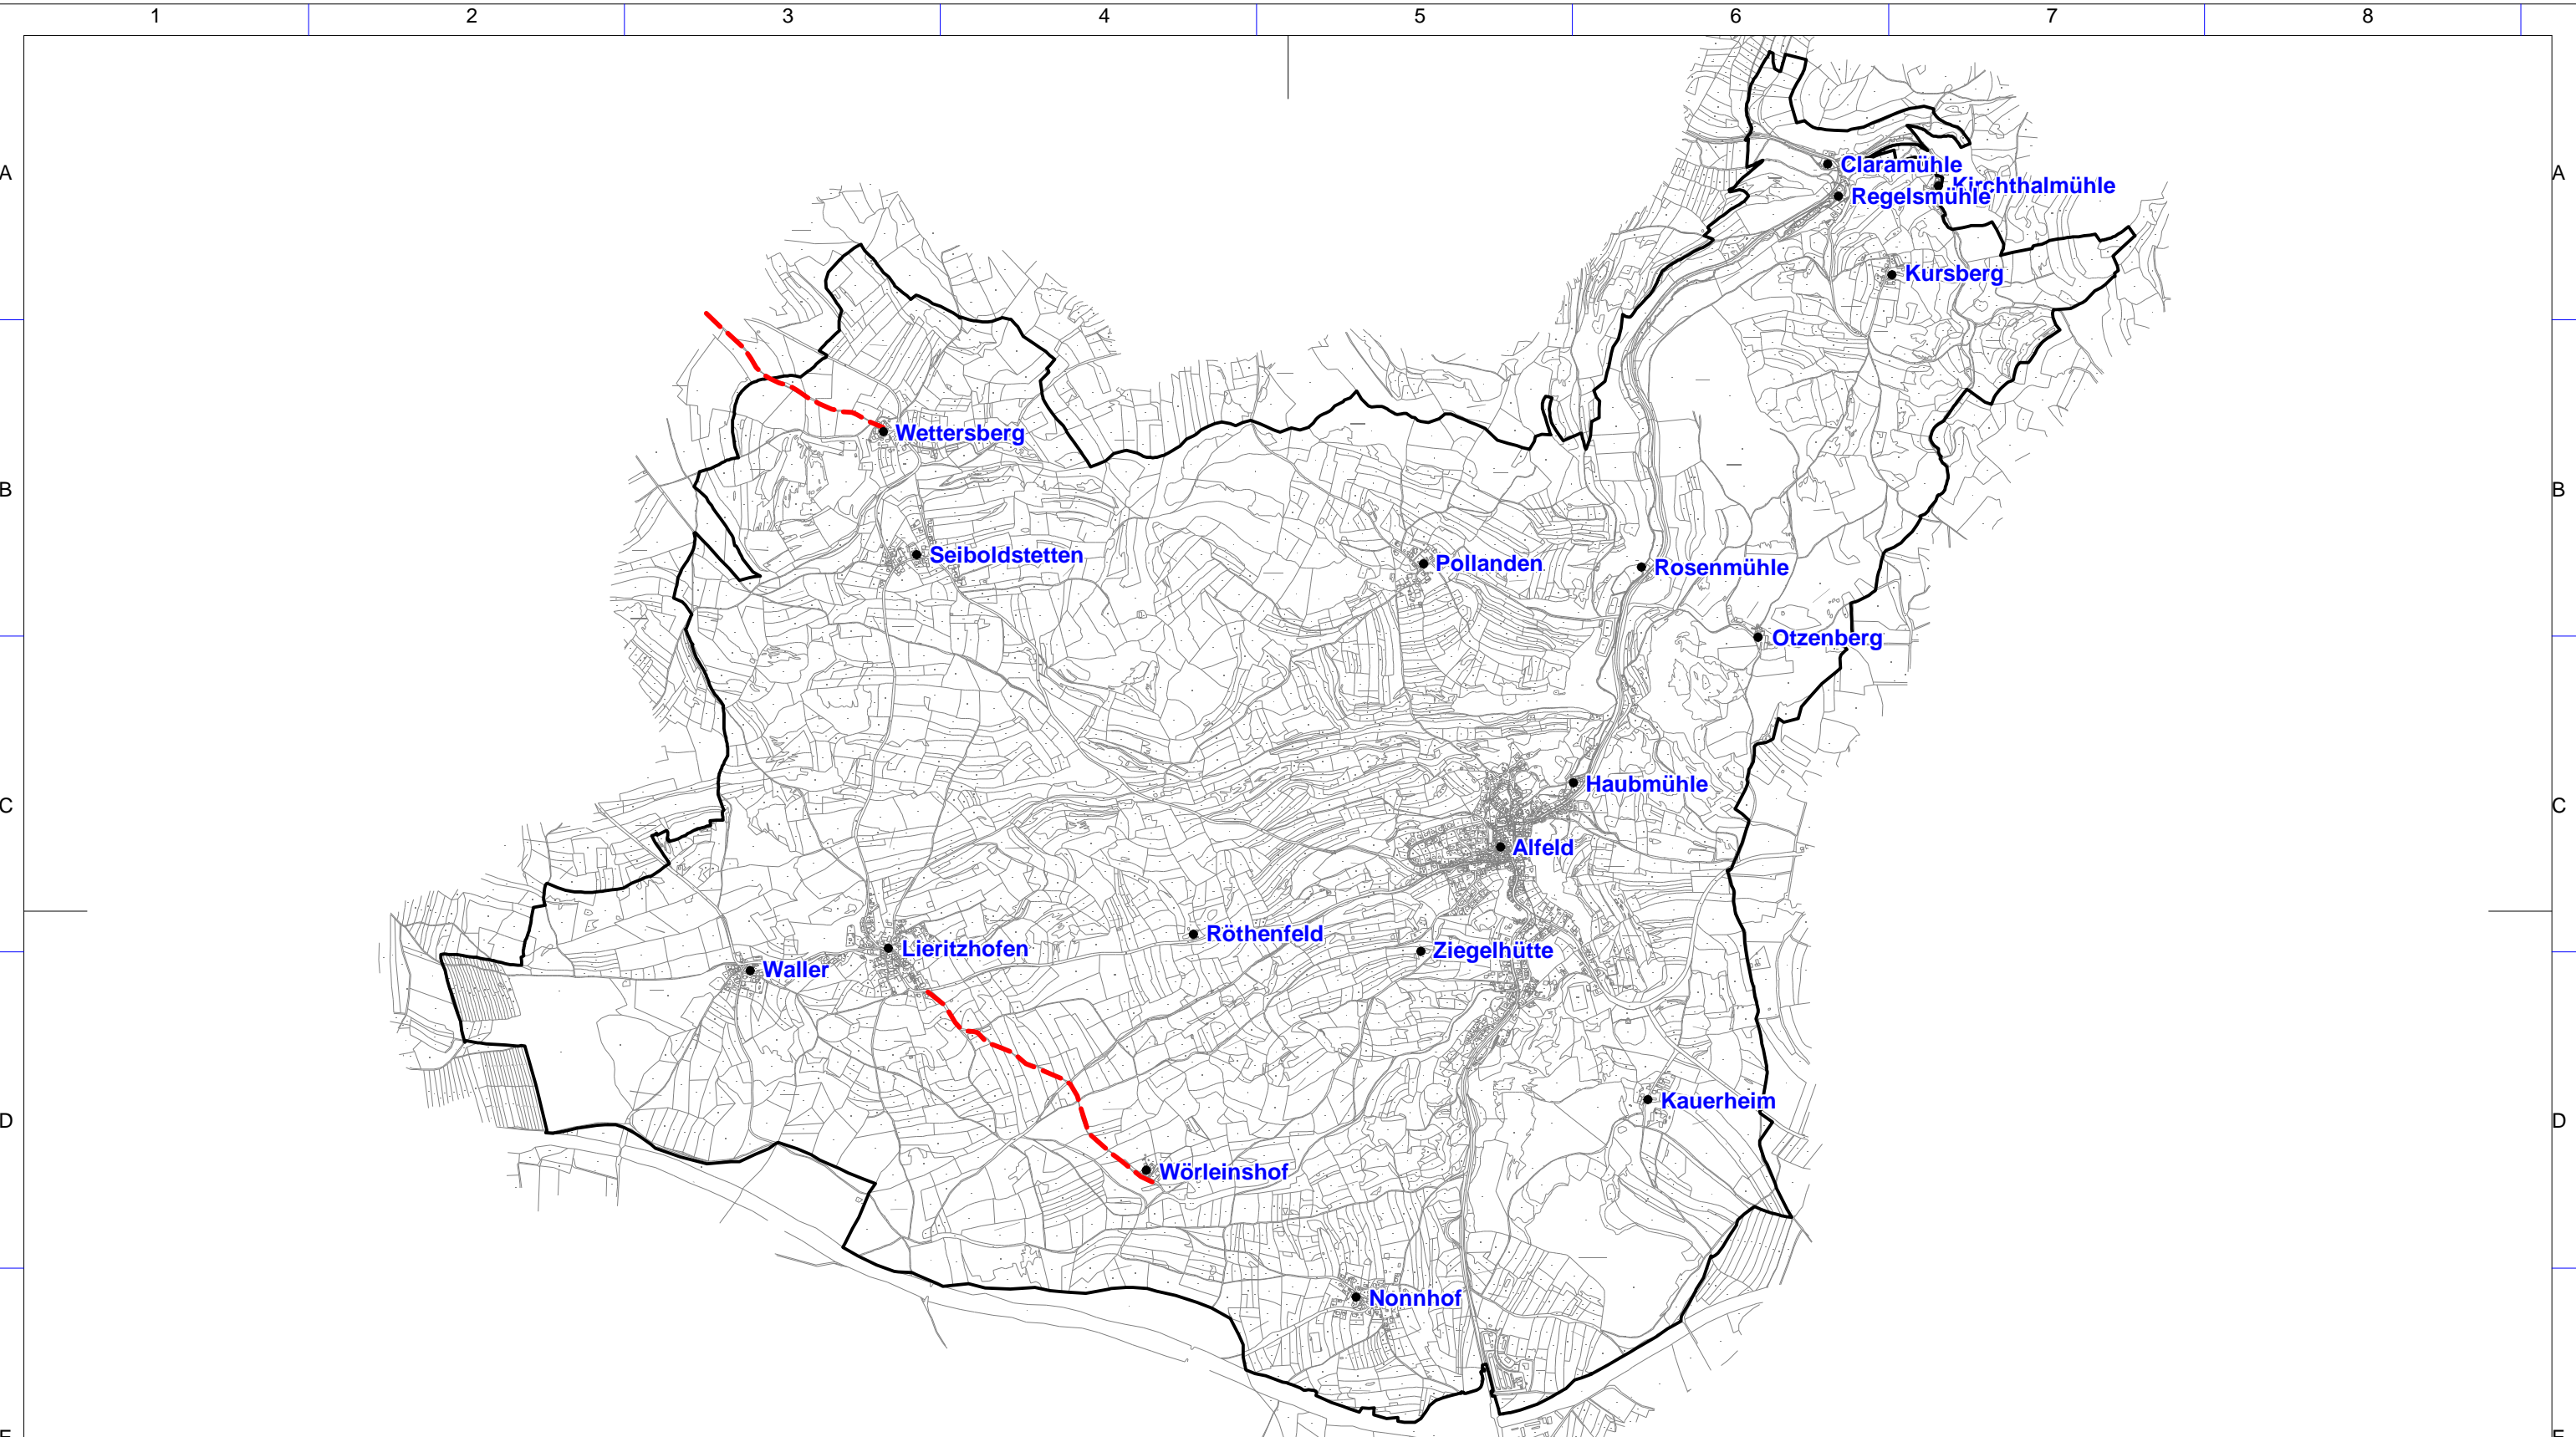 1 2 3 4 5 6 7 8
A A
Claramühle
Kirchthalmühle
Regelsmühle
Kursberg
Wettersberg
B B
Seiboldstetten
Pollanden
Rosenmühle
Otzenberg
Haubmühle
C C
Alfeld
Röthenfeld
Lieritzhofen
Ziegelhütte
Waller
Kauerheim
D D
Wörleinshof
Nonnhof